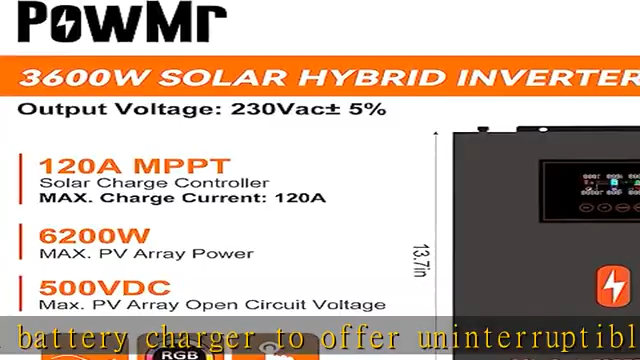 PowMr
3600W SOLAR HYBRID INVERTER
Output Voltage: 230Vac± 5%
120A MPPT
Solar Charge Controller
MAX. Charge Current: 120A
6200W
MAX. PV Array Power
500VDC
Max. PV Array Open Circuit Voltage
13.7in
battery charger to offer uninterruptibl
RGB